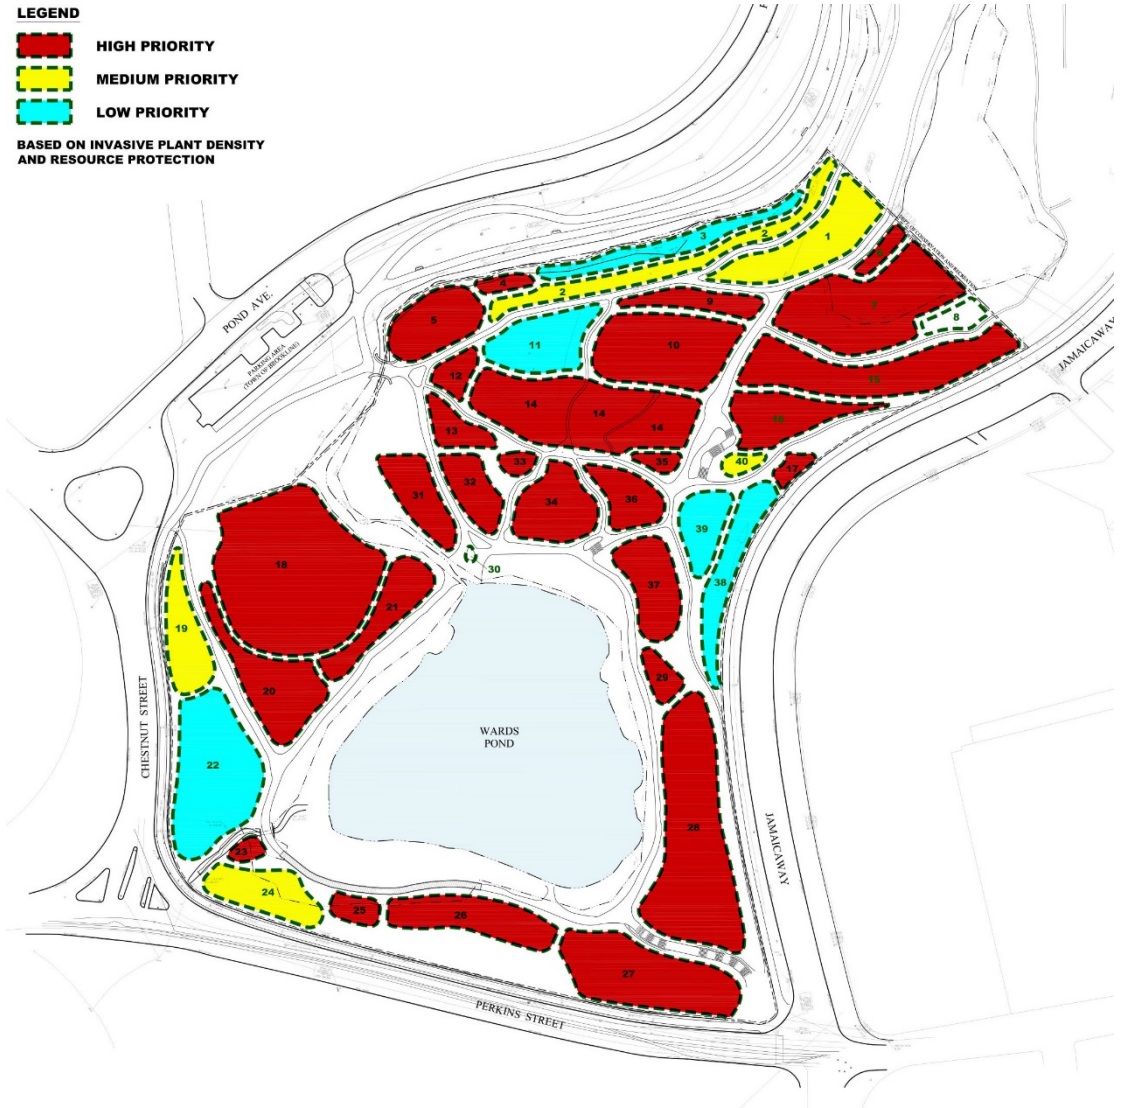 LEGEND
HIGH PRIORITY
MEDIUM PRIORITY
LOW PRIORITY
BASED ON INVASIVE PLANT DENSITY
AND RESOURCE PROTECTION
POND AVE.
PARKING AREA
(TOWN OF BROOKLINE)
JAMAICAWAY
3
2
1
2
4
5
9
7
8
11
10
12
15
14
14
14
13
16
33
35
40
17
31
32
34
36
39
18
30
37
38
21
19
20
29
22
WARDS
POND
CHESTNUT STREET
28
JAMAICAWAY
23
24
25
26
27
PERKINS STREET